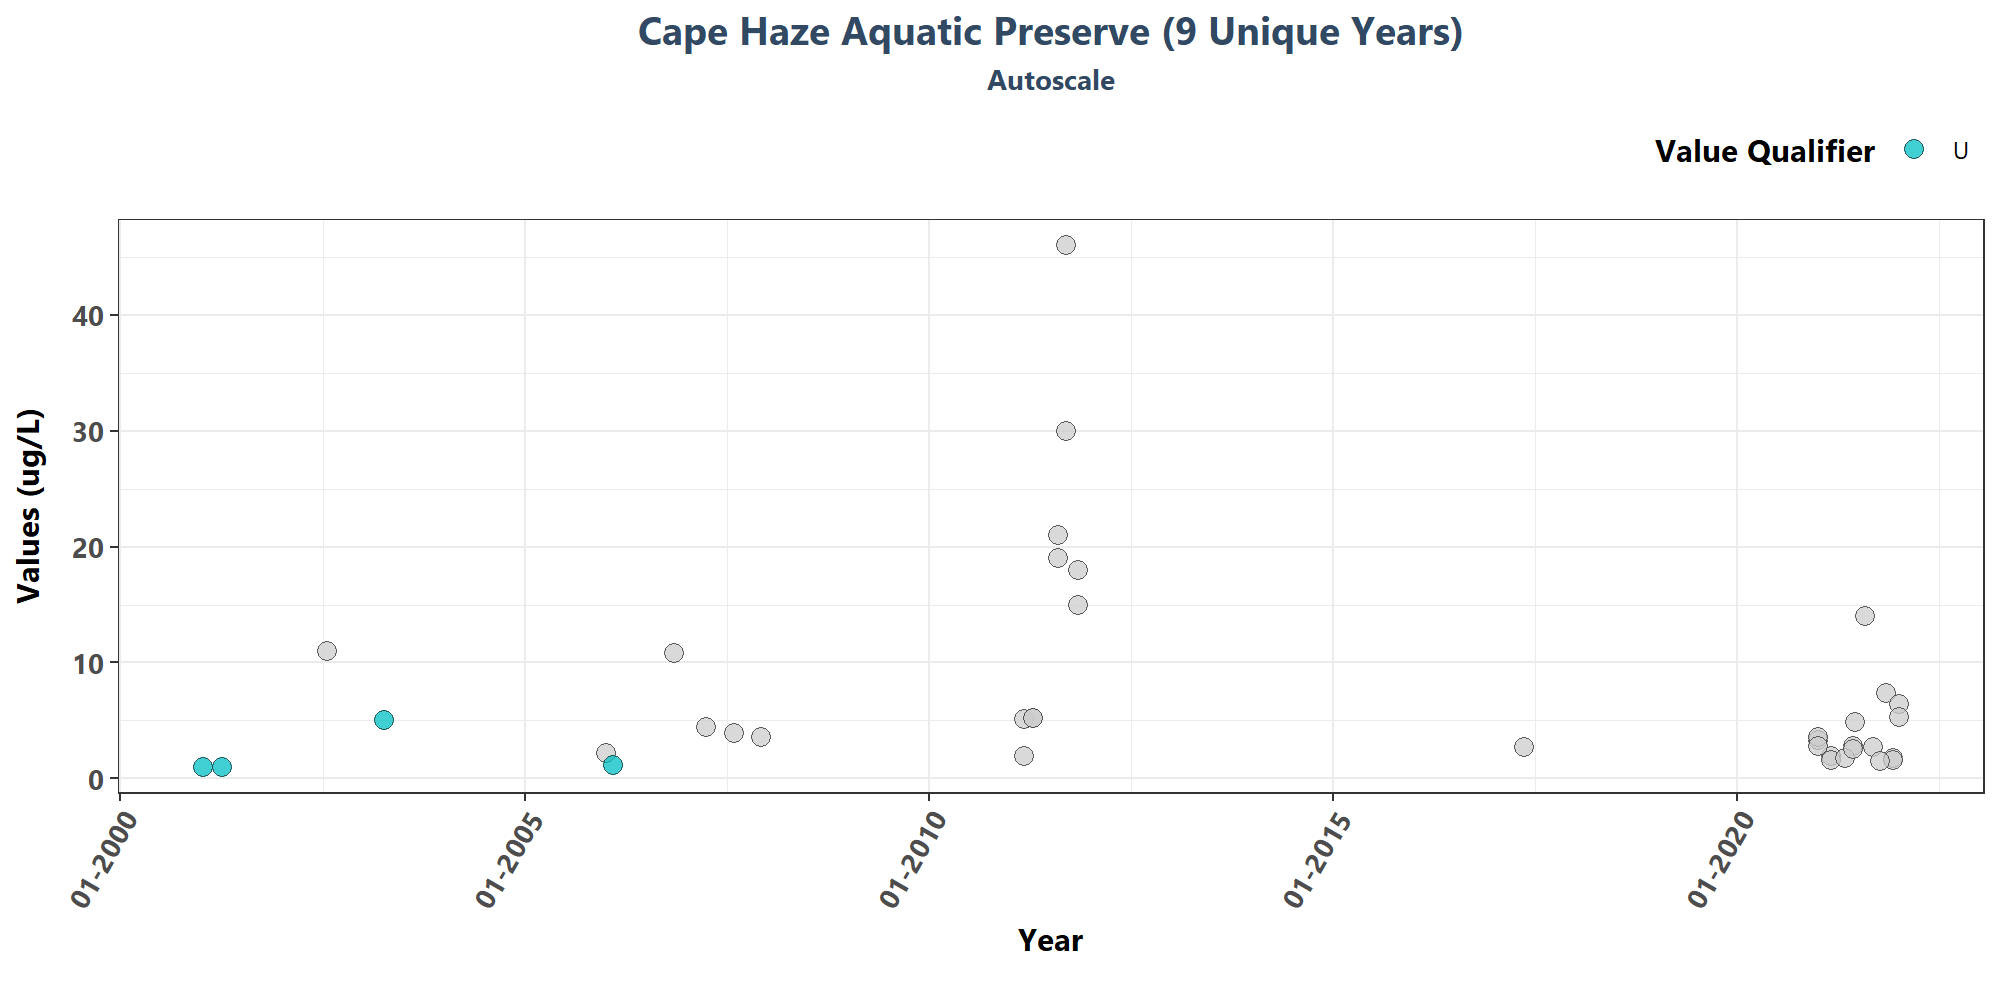 Cape Haze Aquatic Preserve (9 Unique Years)
Autoscale
Value Qualifier U
Values (ug/L)
40
30
20
10
0
01-2000 01-2005 01-2010 01-2015 01-2020
Year